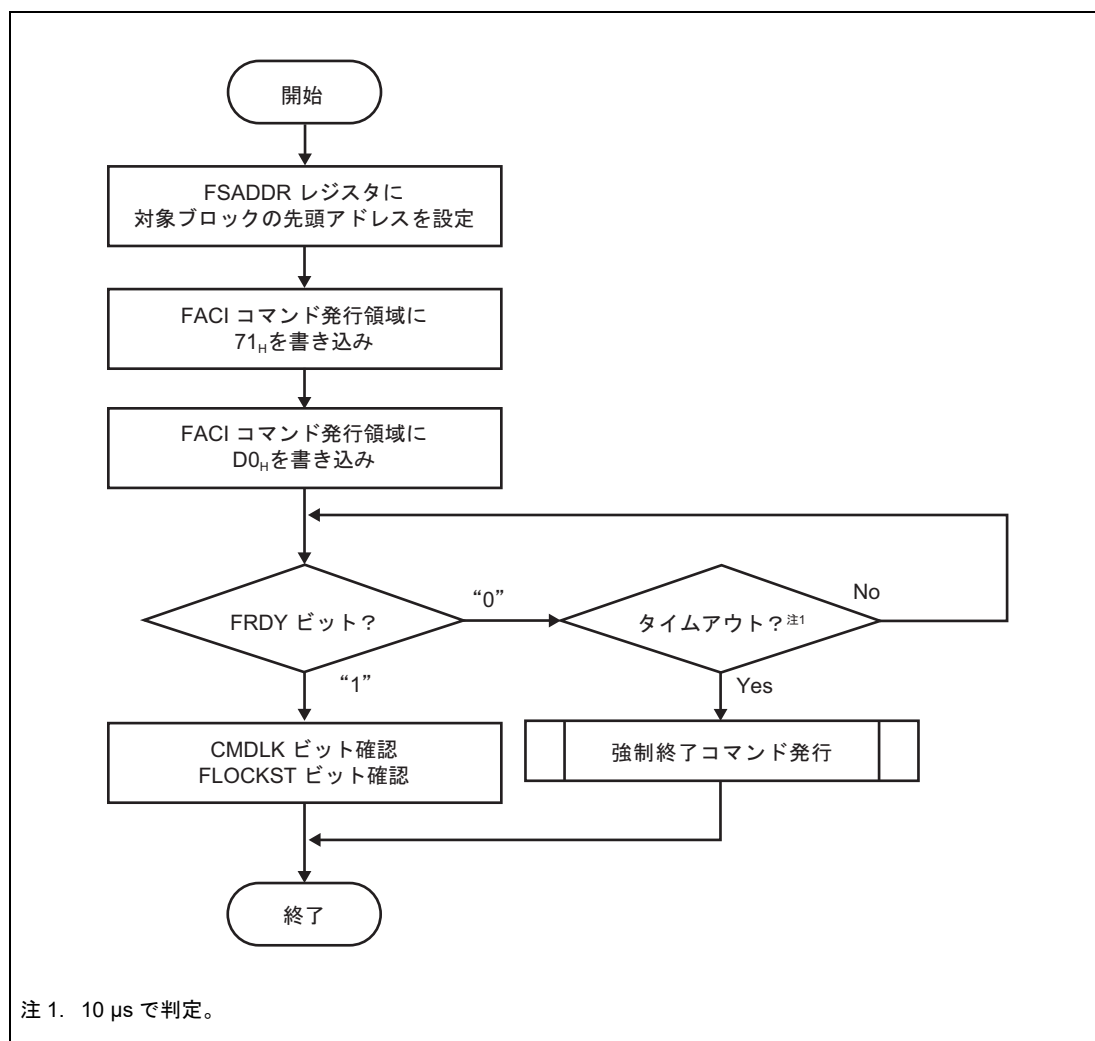 開始
FSADDR レジスタに
対象ブロックの先頭アドレスを設定
FACI コマンド発行領域に
71Hを書き込み
FACI コマンド発行領域に
D0Hを書き込み
FRDY ビット？
“0”
タイムアウト？注1
No
“1”
Yes
CMDLK ビット確認
FLOCKST ビット確認
強制終了コマンド発行
終了
注 1. 10 µs で判定。